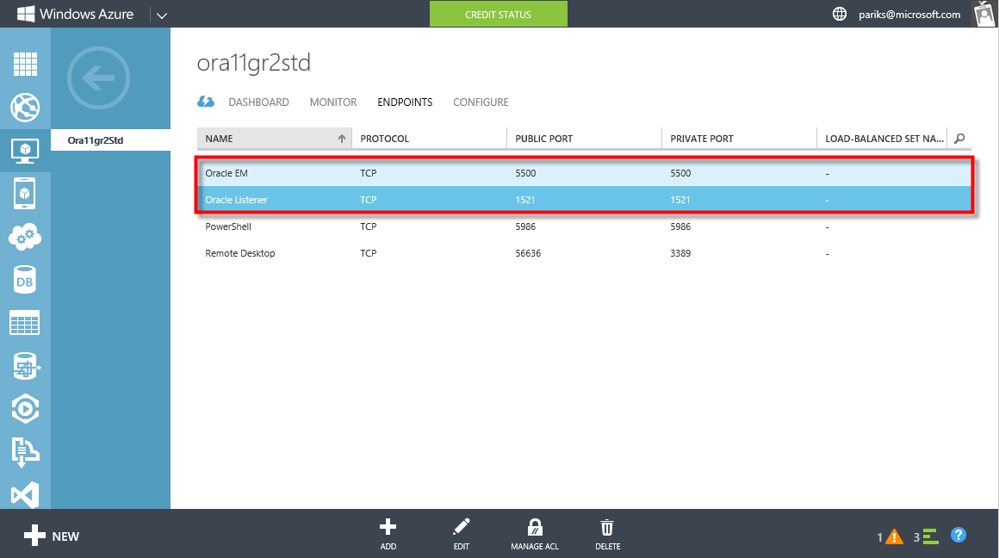 Windows Azure
CREDIT STATUS
pariks@microsoft.com
ora11gr2std
DASHBOARD MONITOR ENDPOINTS CONFIGURE
Ora11gr2Std
NAME PROTOCOL PUBLIC PORT PRIVATE PORT LOAD-BALANCED SET NA...
Oracle EM TCP 5500 5500 -
Oracle Listener TCP 1521 1521 -
PowerShell TCP 5986 5986 -
Remote Desktop TCP 56636 3389 -
DB
NEW
ADD EDIT MANAGE ACL DELETE
1 3 ?